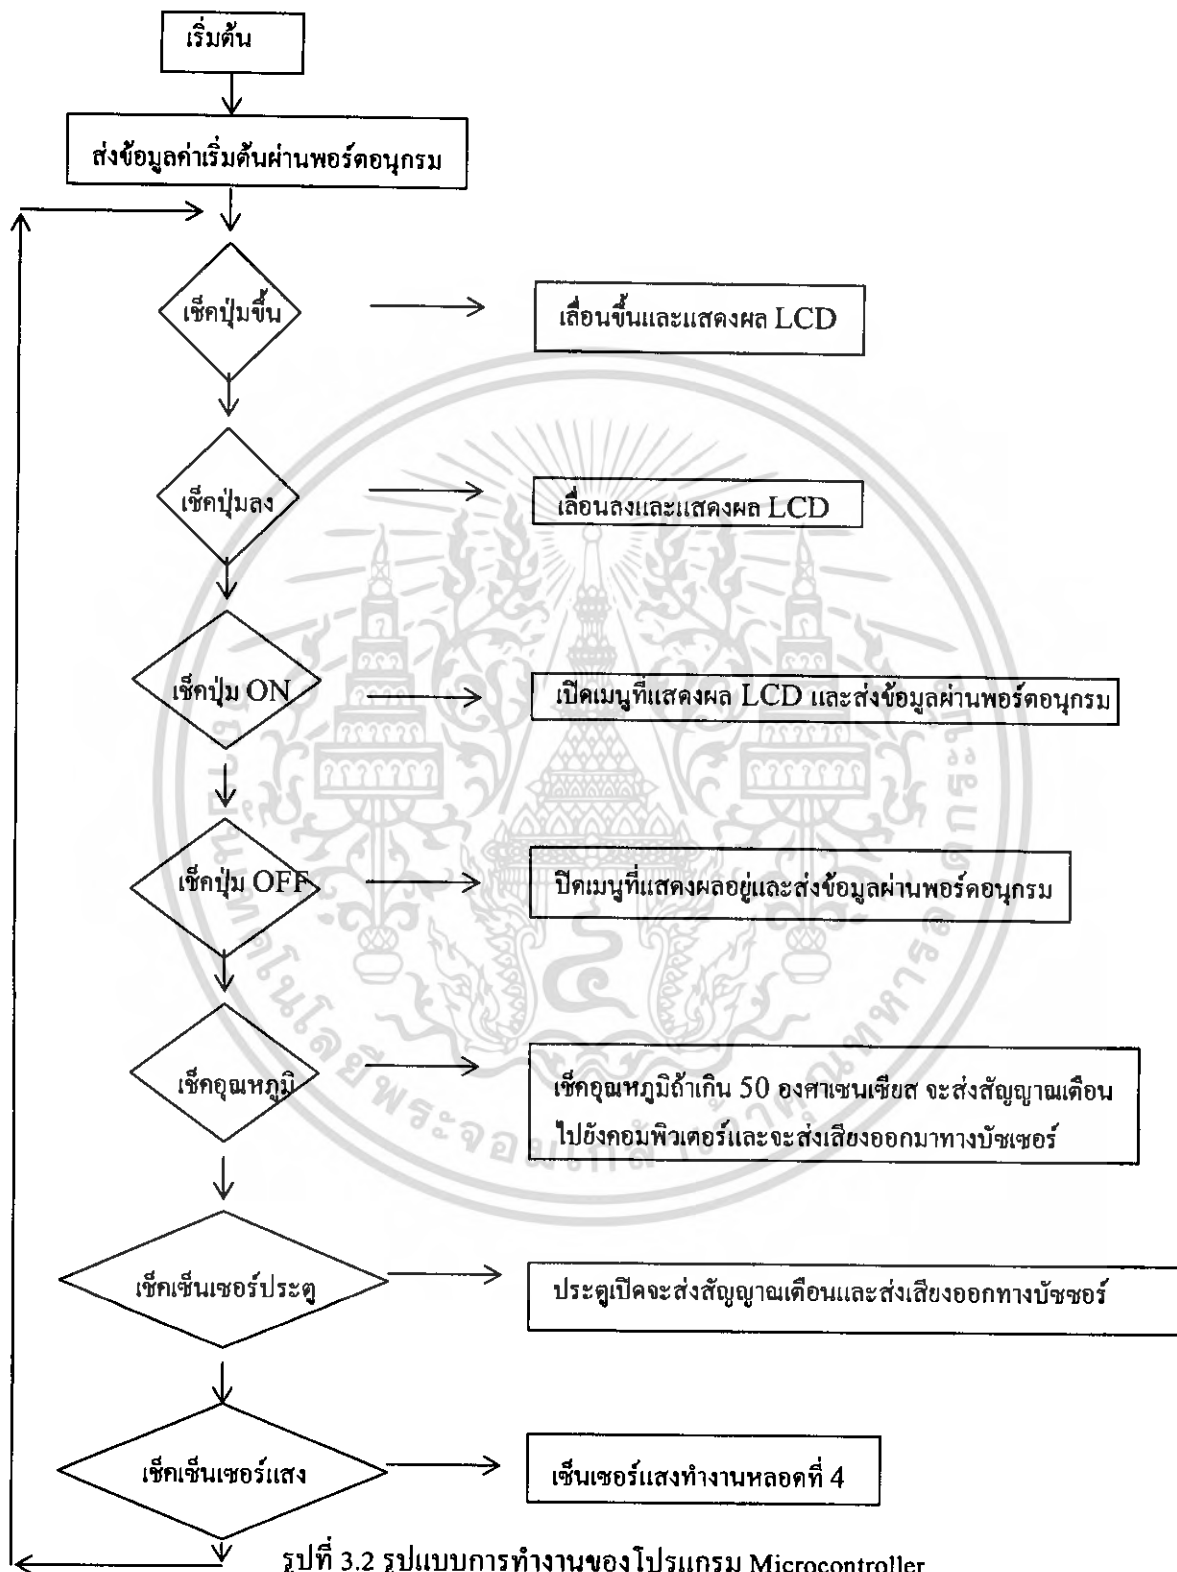 เริ่มต้น
ส่งข้อมูลค่าเริ่มต้นผ่านพอร์ตอนุกรม
เช็คปุ่มขึ้น
เลื่อนขึ้นและแสดงผล LCD
เช็คปุ่มลง
เลื่อนลงและแสดงผล LCD
เช็คปุ่ม ON
เปิดเมนูที่แสดงผล LCD และส่งข้อมูลผ่านพอร์ตอนุกรม
เช็คปุ่ม OFF
ปิดเมนูที่แสดงผลอยู่และส่งข้อมูลผ่านพอร์ตอนุกรม
เช็คอุณหภูมิ
เช็คอุณหภูมิถ้าเกิน 50 องศาเซนเซียส จะส่งสัญญาณเตือน
ไปยังคอมพิวเตอร์และจะส่งเสียงออกมาทางบัซเซอร์
เช็คเซ็นเซอร์ประตู
ประตูเปิดจะส่งสัญญาณเตือนและส่งเสียงออกทางบัซซอร์
เช็คเซ็นเซอร์แสง
เซ็นเซอร์แสงทำงานหลอดที่ 4
รูปที่ 3.2 รูปแบบการทำงานของโปรแกรม Microcontroller